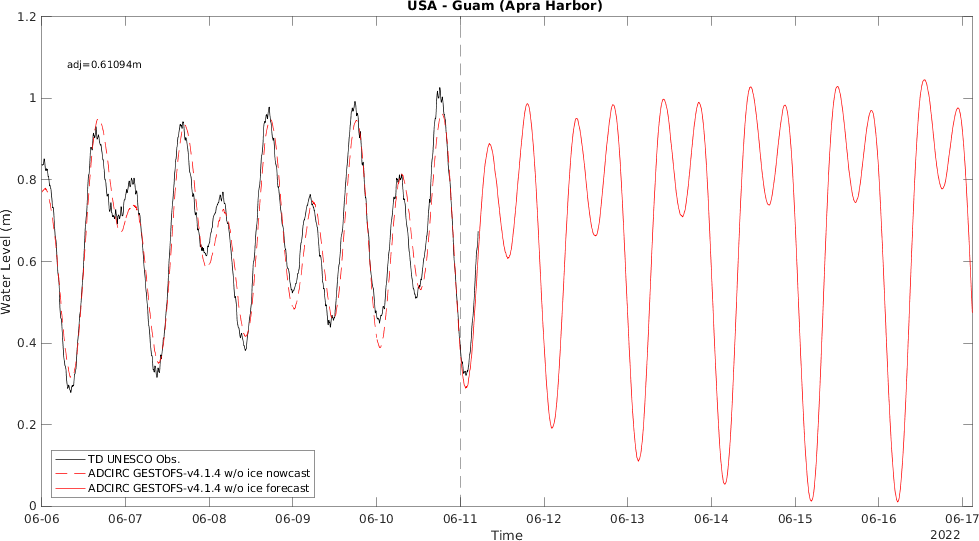 USA - Guam (Apra Harbor)
1.2
1
0.8
0.6
0.4
0.2
0
Water Level (m)
adj=0.61094m
TD UNESCO Obs.
ADCIRC GESTOFS-v4.1.4 w/o ice nowcast
ADCIRC GESTOFS-v4.1.4 w/o ice forecast
06-06 06-07 06-08 06-09 06-10 06-11 06-12 06-13 06-14 06-15 06-16 06-17
Time
2022